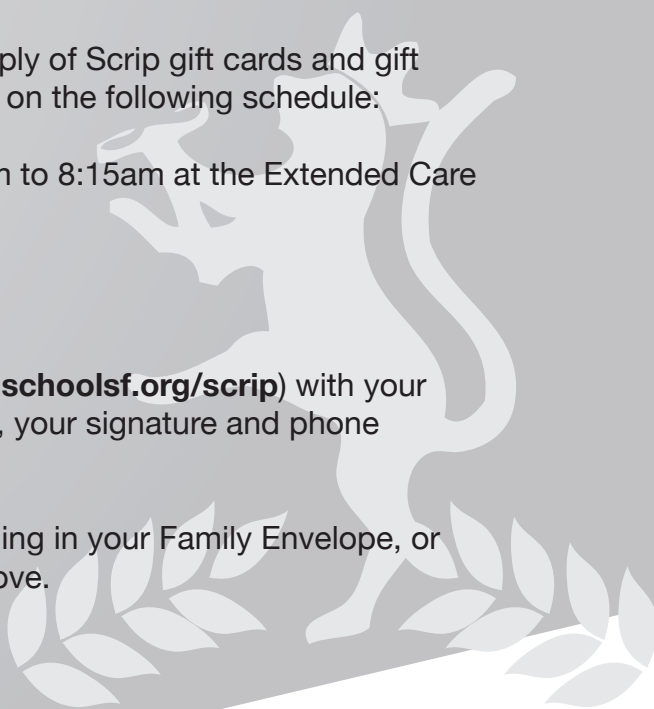 ply of Scrip gift cards and gift
on the following schedule:
to 8:15am at the Extended Care
schoolsf.org/scrip) with your
, your signature and phone
ing in your Family Envelope, or
ove.